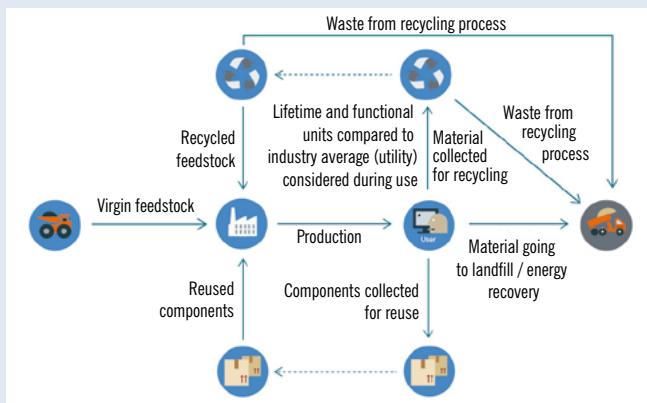 Waste from recycling process
Lifetime and functional
units compared to
industry average (utility)
considered during use
Material
collected
for recycling
Waste from
recycling
process
Recycled
feedstock
Virgin feedstock
Production
User
Material going
to landfill / energy
recovery
Reused
components
Components collected
for reuse